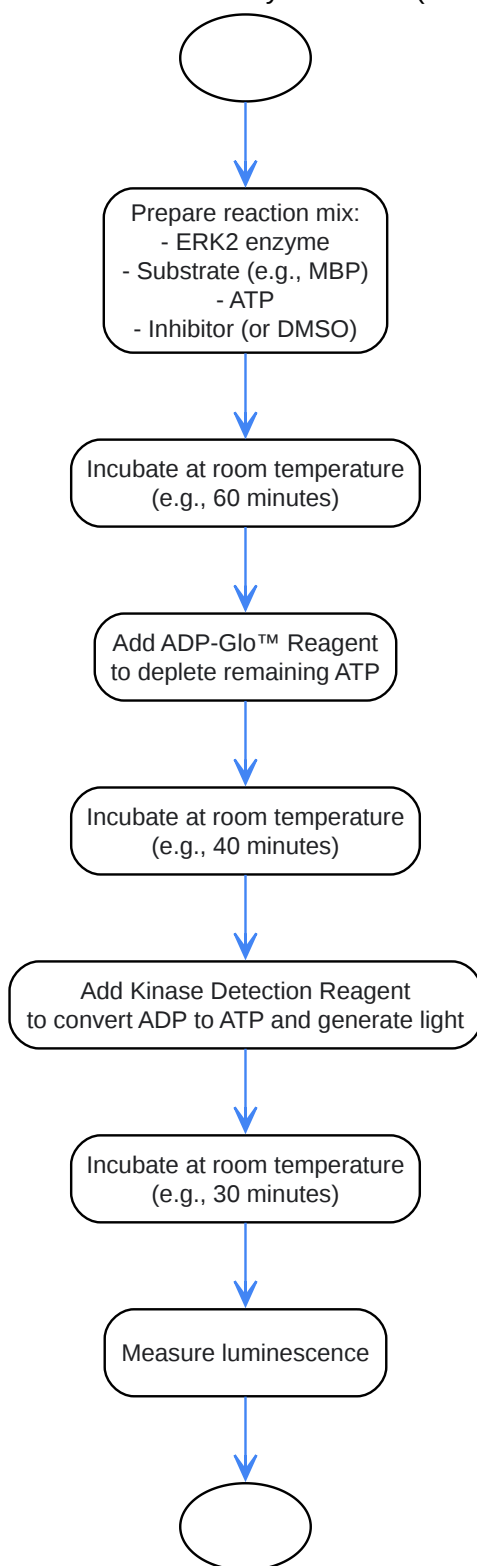 Prepare reaction mix:
- ERK2 enzyme
- Substrate (e.g., MBP)
- ATP
- Inhibitor (or DMSO)
Incubate at room temperature
(e.g., 60 minutes)
Add ADP-Glo™ Reagent
to deplete remaining ATP
Incubate at room temperature
(e.g., 40 minutes)
Add Kinase Detection Reagent
to convert ADP to ATP and generate light
Incubate at room temperature
(e.g., 30 minutes)
Measure luminescence